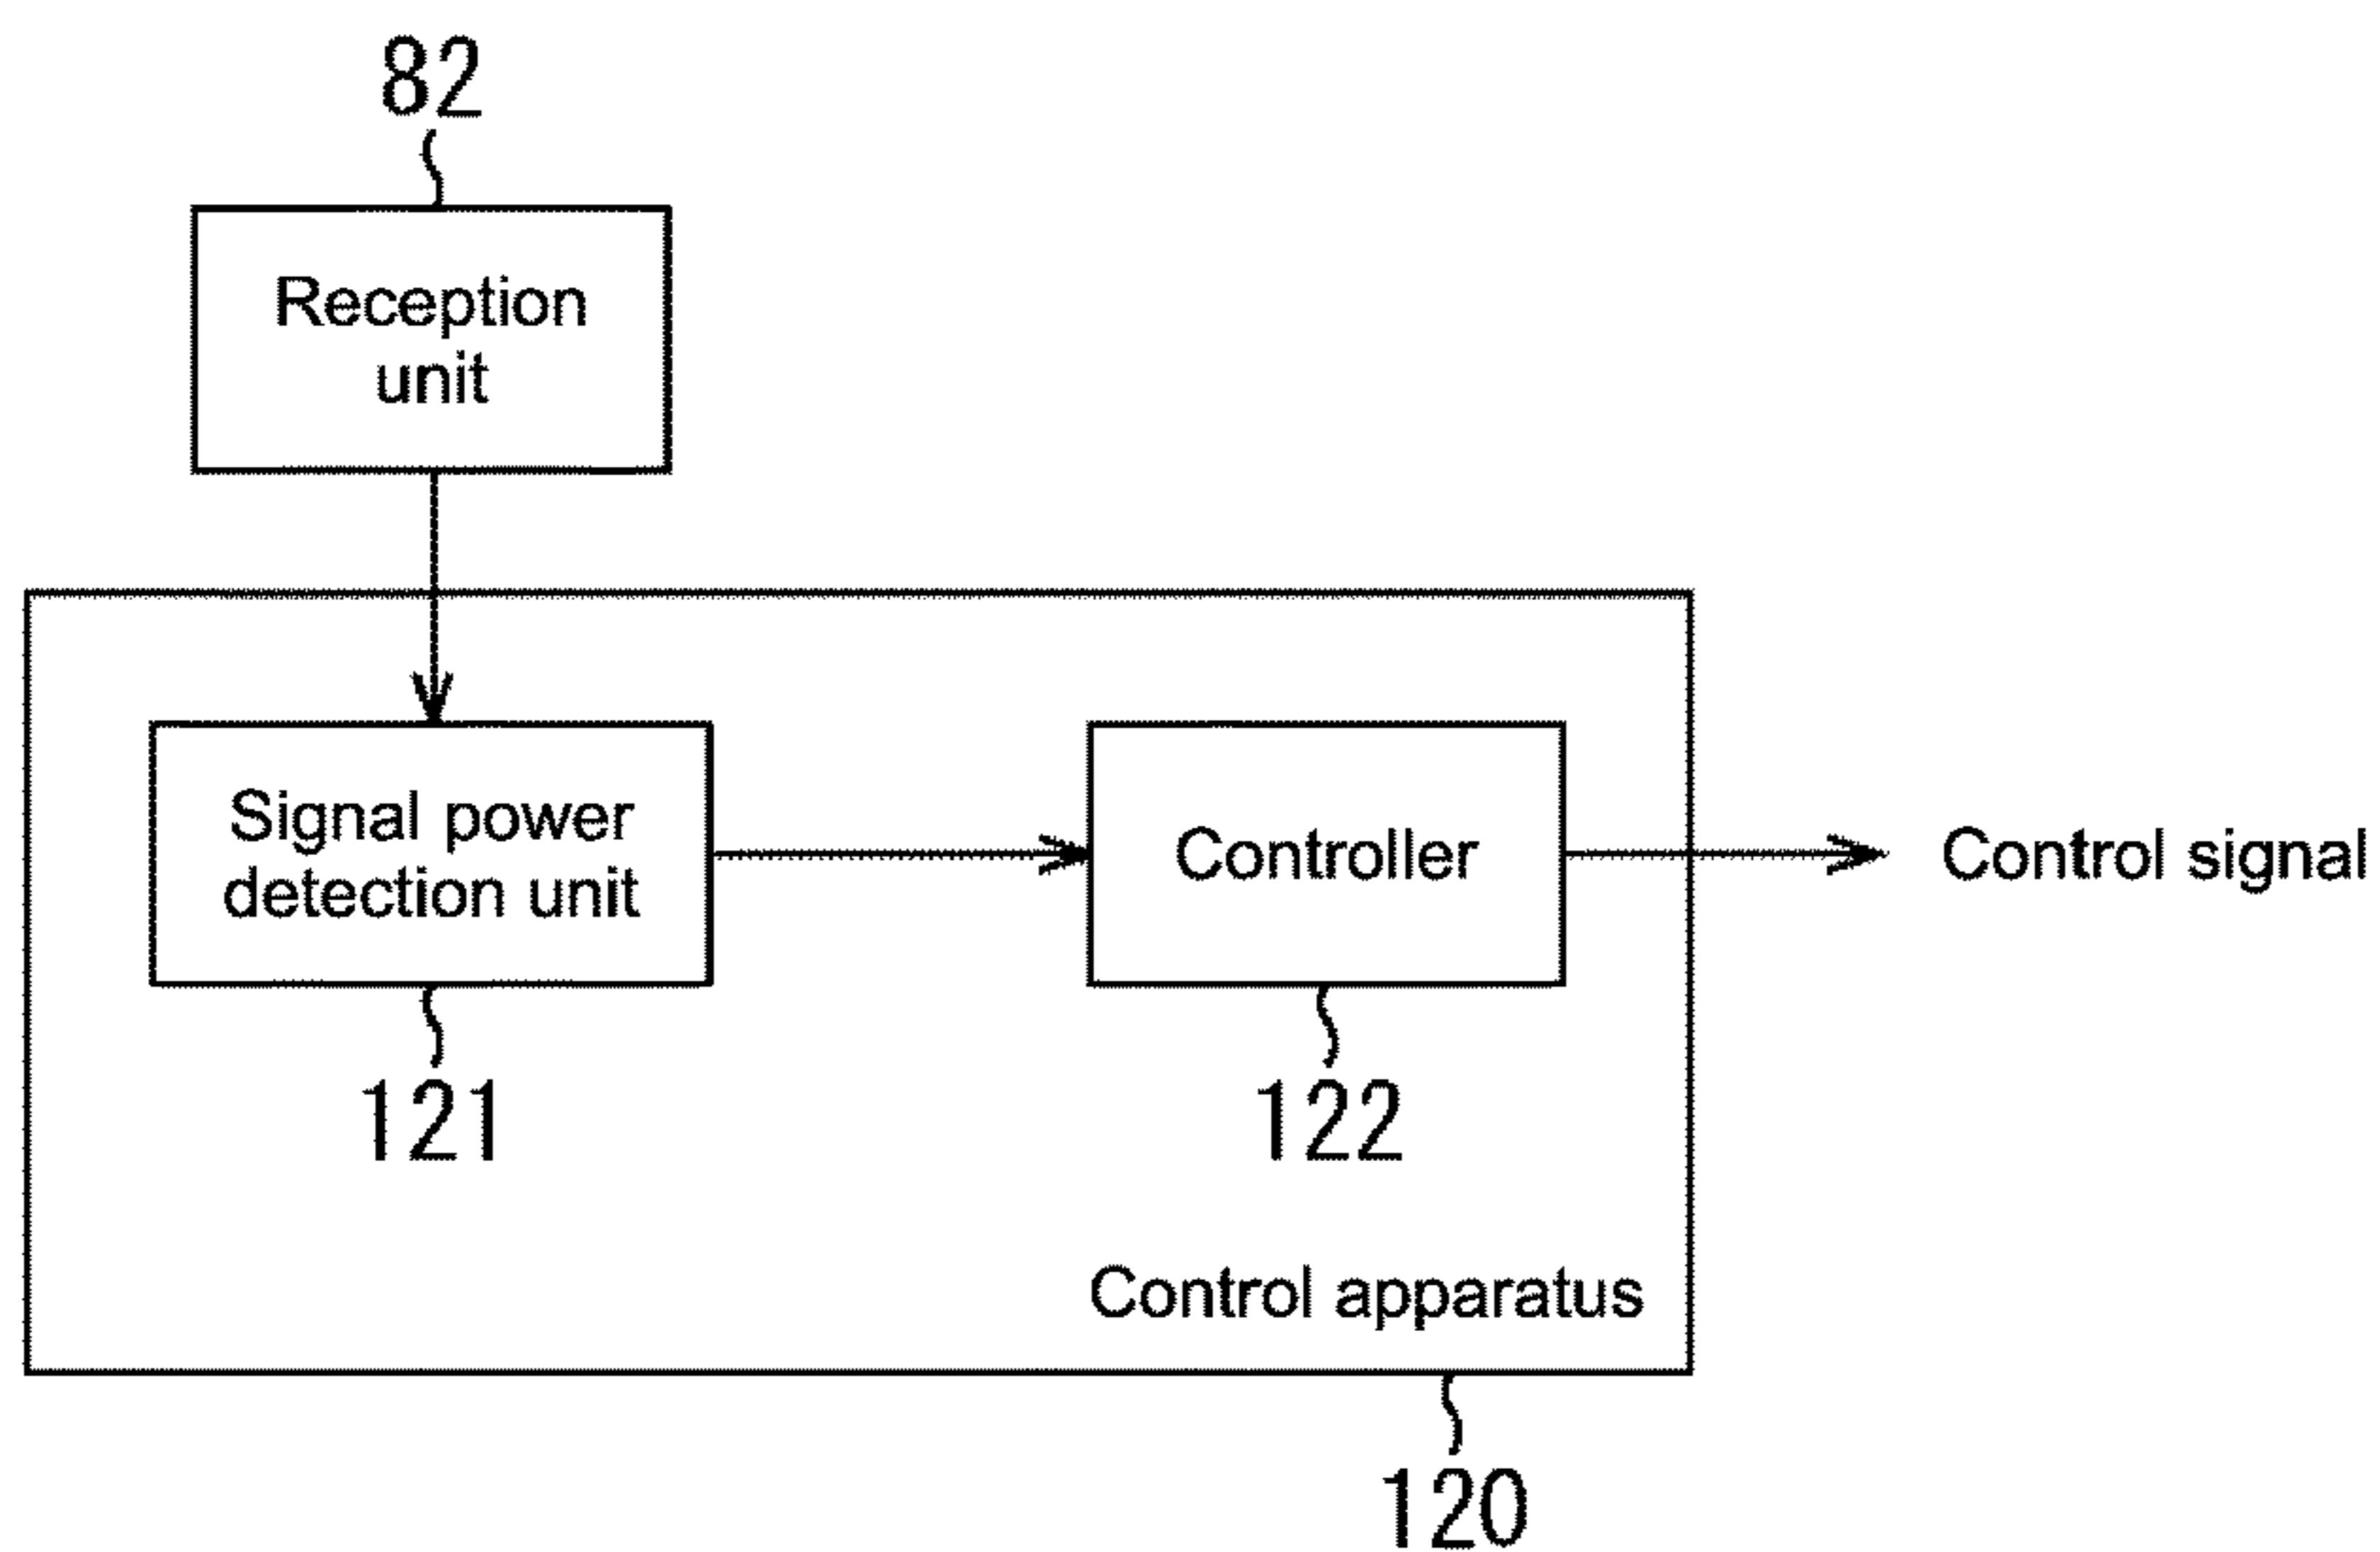 82
Reception
unit
Signal power
detection unit
Controller
Control signal
121
122
Control apparatus
120